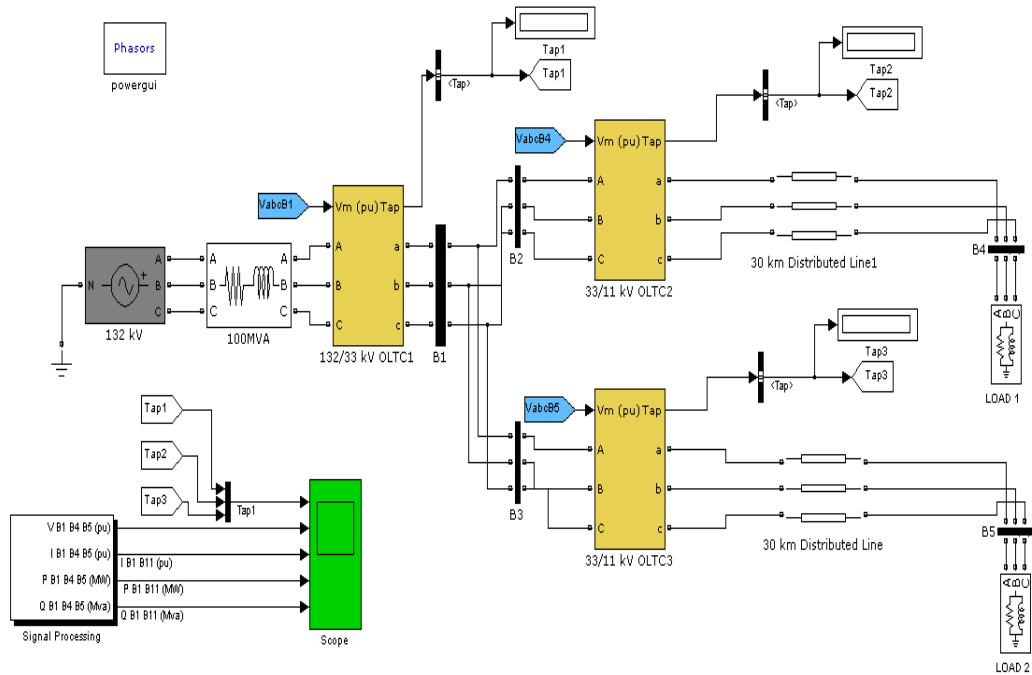 Phasors
powergui
Tap1
Tap1
<Tap>
Tap2
Tap2
<Tap>
VabcB4
Vm (pu) Tap
A
B
C
a
b
c
B2
33/11 kV OLTC2
30 km Distributed Line1
B4
A B C
LOAD 1
VabcB1
Vm (pu) Tap
A
B
C
a
b
c
132/33 kV OLTC1
B1
N
A
B
C
132 kV
A
B
C
A
B
C
100MVA
Tap3
Tap3
<Tap>
VabcB5
Vm (pu) Tap
A
B
C
a
b
c
B3
33/11 kV OLTC3
30 km Distributed Line
B5
A B C
LOAD 2
Tap1
Tap2
Tap3
Tap1
V B1 B4 B5 (pu)
I B1 B4 B5 (pu)
I B1 B11 (pu)
P B1 B4 B5 (MW)
P B1 B11 (MW)
Q B1 B4 B5 (Mva)
Q B1 B11 (Mva)
Signal Processing
Scope